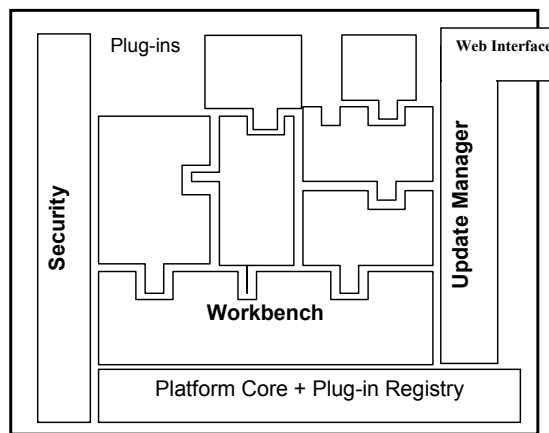 Plug-ins
Web Interface
Security
Update Manager
Workbench
Platform Core + Plug-in Registry